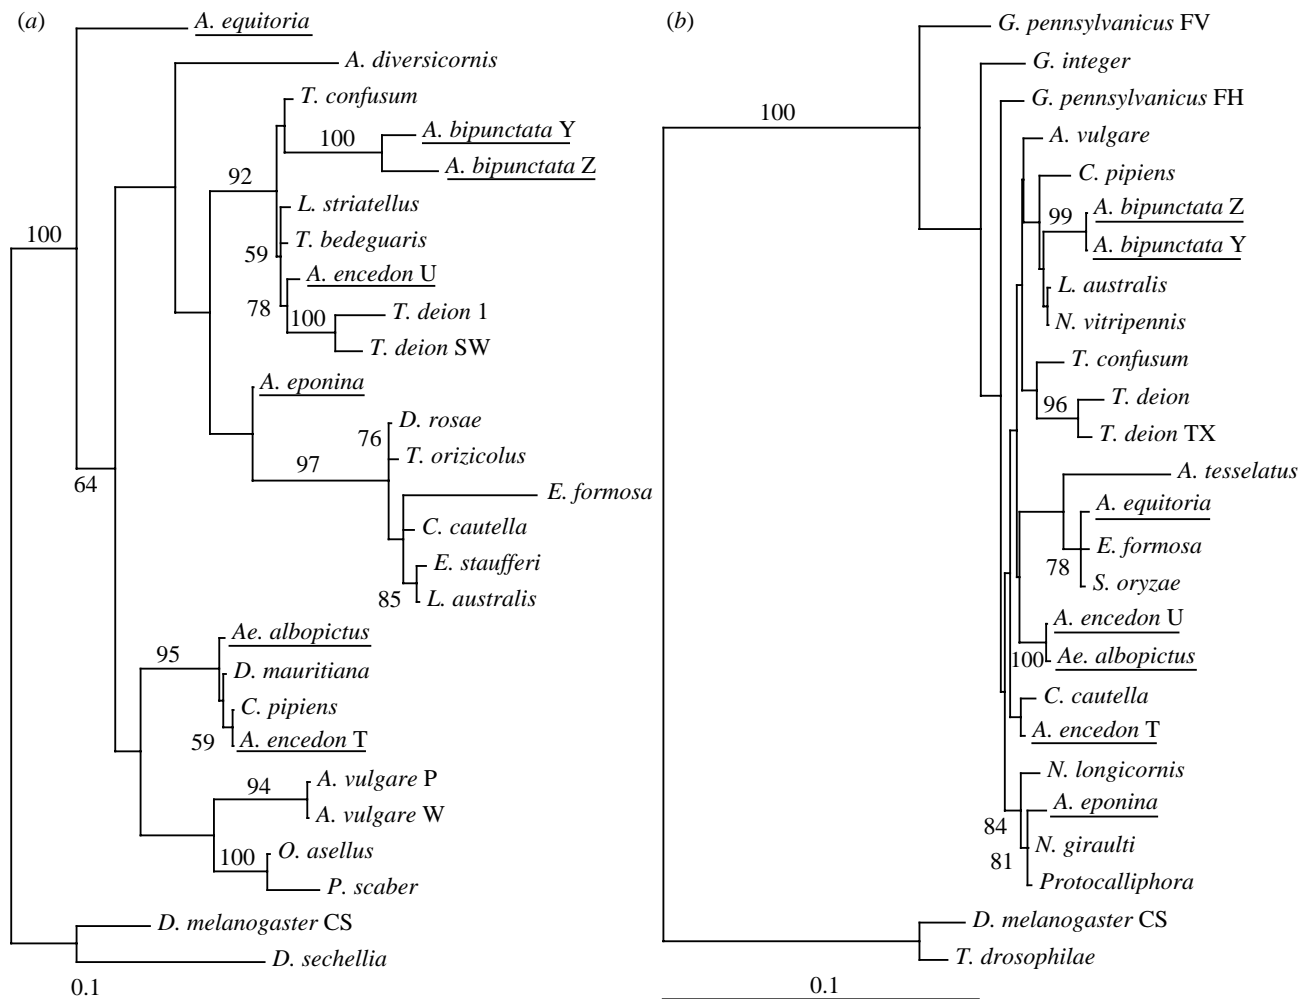 (a)
A. equitoria
A. diversicornis
T. confusum
100
A. bipunctata Y
A. bipunctata Z
92
L. striatellus
100
T. bedeguaris
59
A. encedon U
78
100
T. deion 1
T. deion SW
A. eponina
D. rosae
76
T. orizicolus
97
64
E. formosa
C. cautella
E. staufferi
85
L. australis
Ae. albopictus
95
D. mauritiana
C. pipiens
59
A. encedon T
94
A. vulgare P
A. vulgare W
100
O. asellus
P. scaber
D. melanogaster CS
D. sechellia
0.1
(b)
G. pennsylvanicus FV
G. integer
100
G. pennsylvanicus FH
A. vulgare
C. pipiens
99
A. bipunctata Z
A. bipunctata Y
L. australis
N. vitripennis
T. confusum
96
T. deion
T. deion TX
A. tesselatus
A. equitoria
E. formosa
78
S. oryzae
A. encedon U
100
Ae. albopictus
C. cautella
A. encedon T
N. longicornis
A. eponina
84
N. giraulti
81
Protocalliphora
D. melanogaster CS
T. drosophilae
0.1